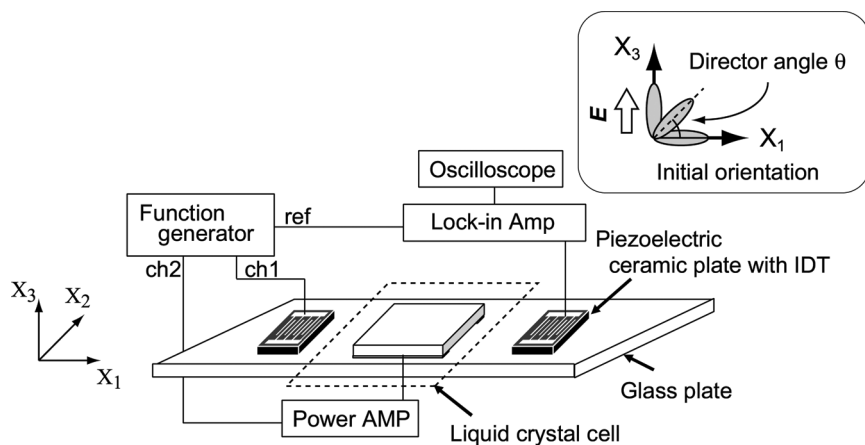 X3
Director angle θ
E
X1
Initial orientation
Oscilloscope
Function
generator
ref
Lock-in Amp
ch2
ch1
Piezoelectric
ceramic plate with IDT
X3
X2
X1
Glass plate
Power AMP
Liquid crystal cell